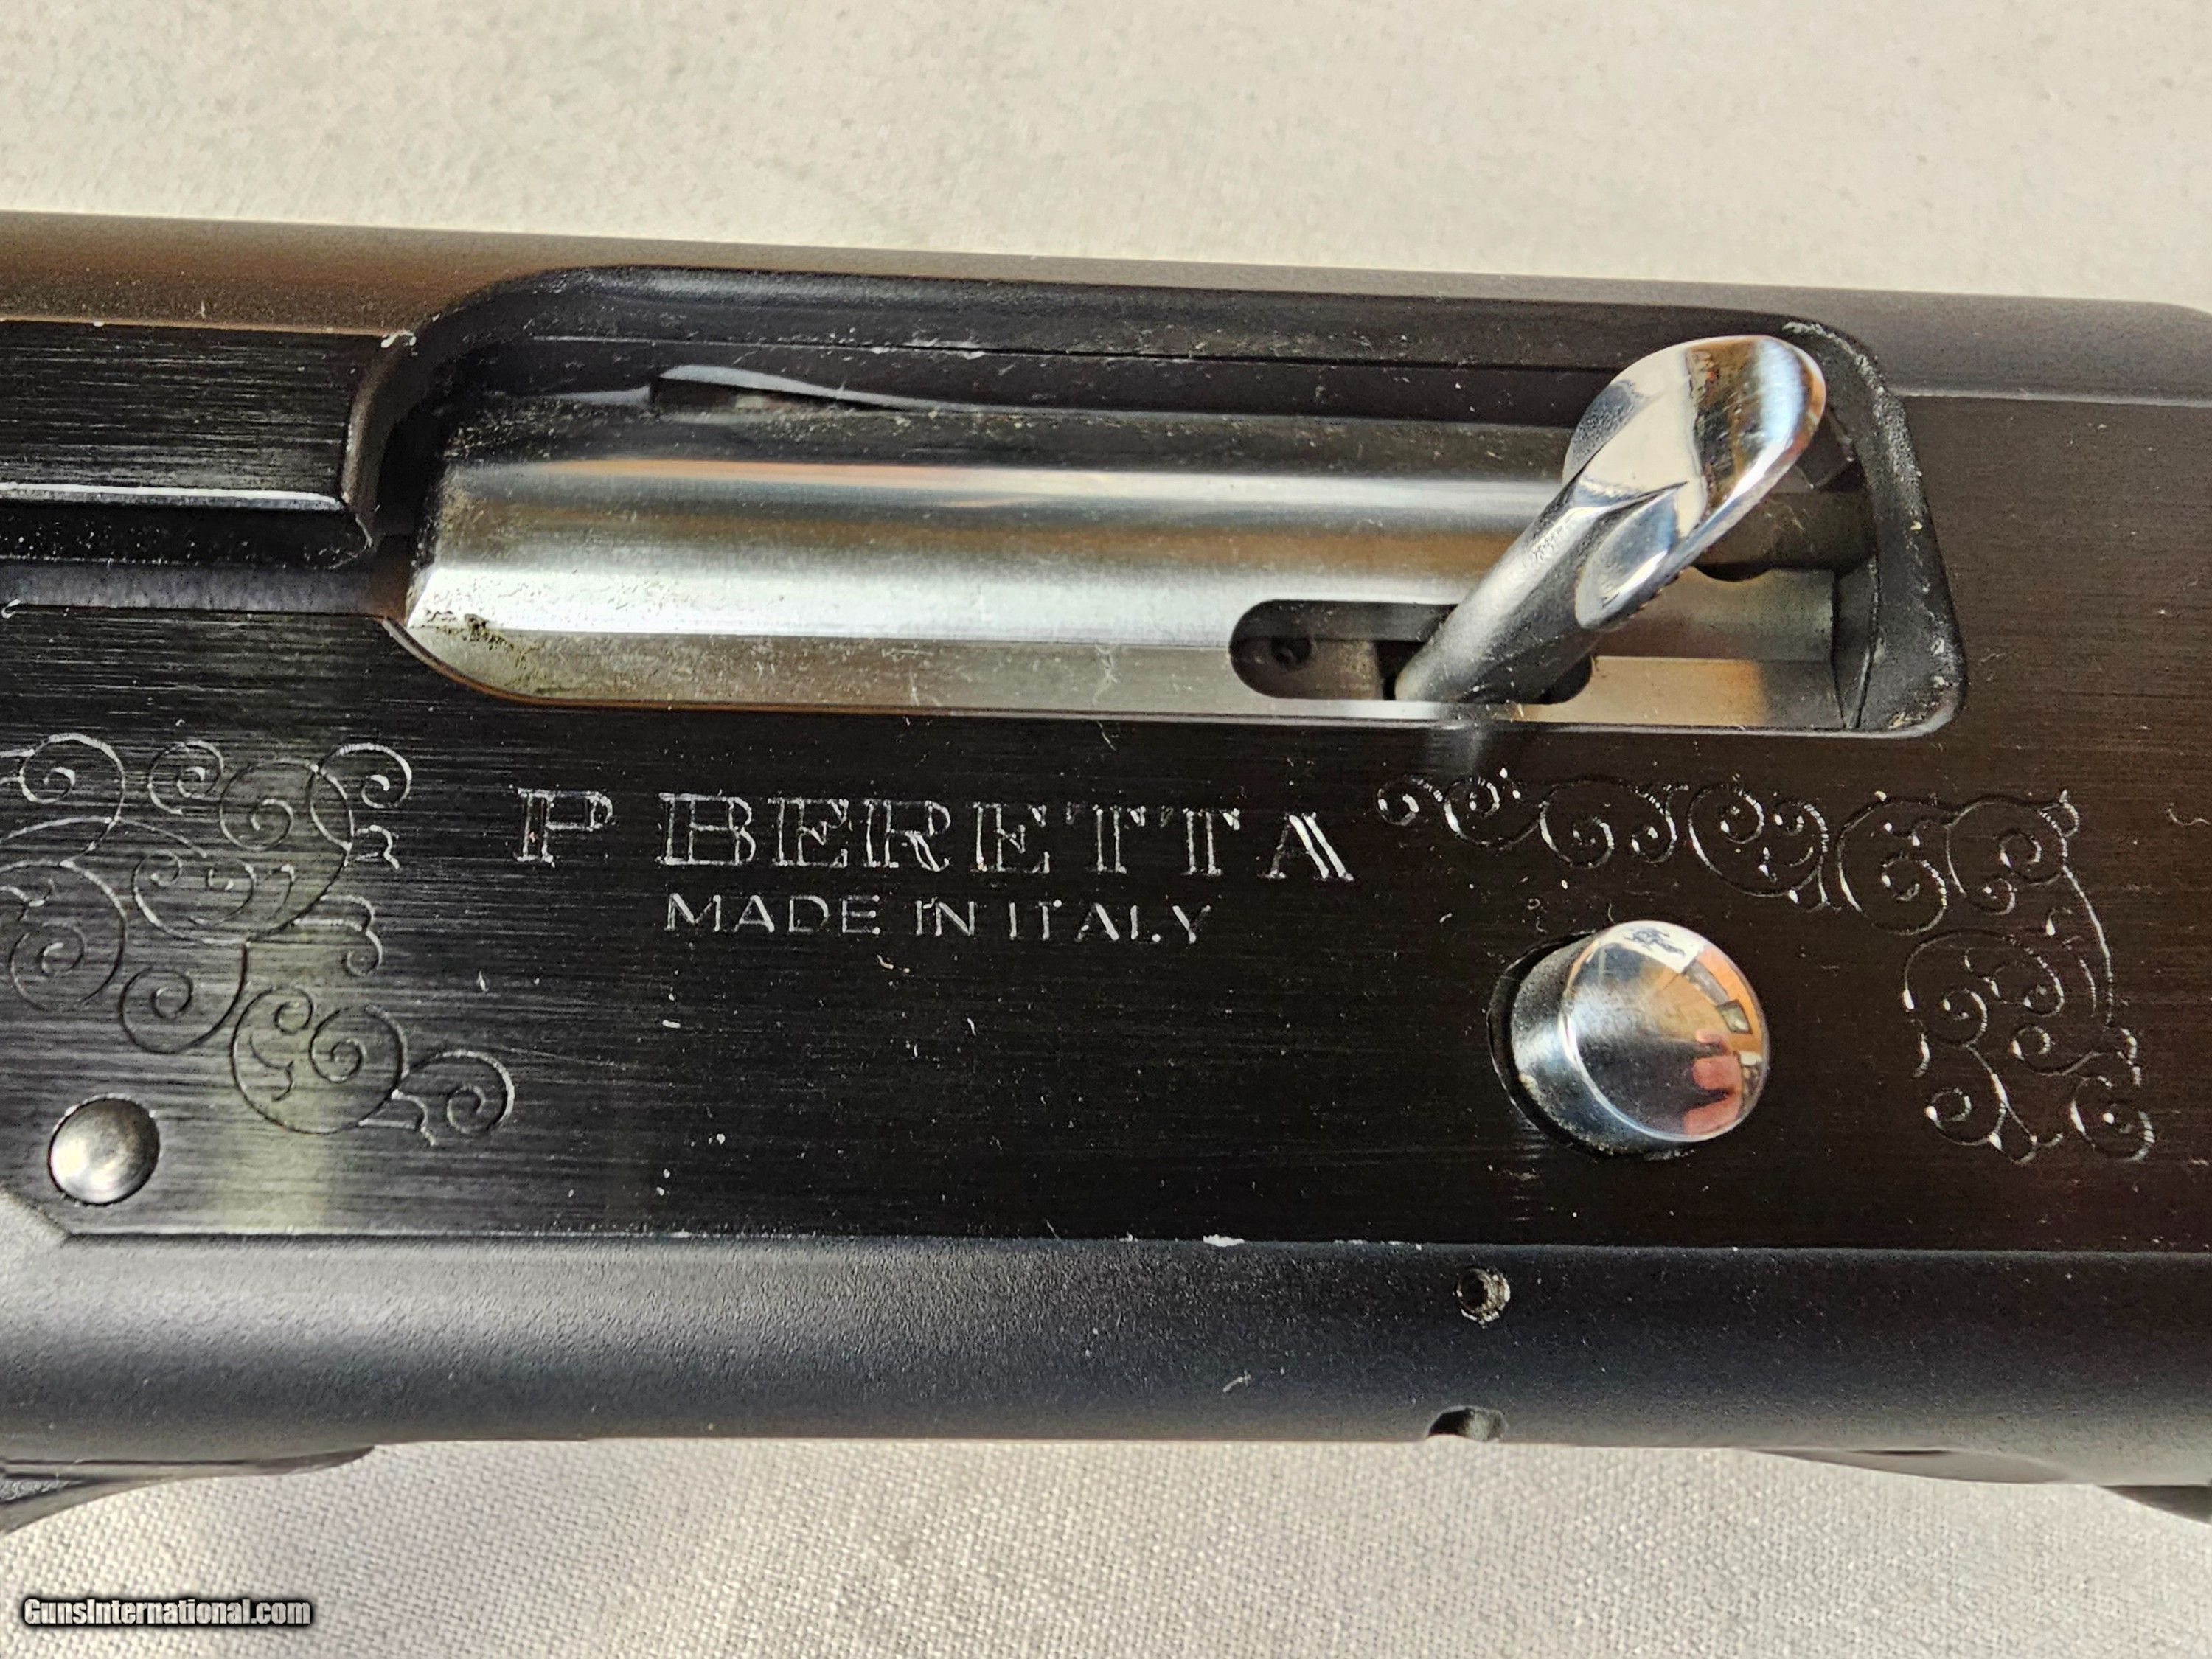 P BERETTA
MADE IN ITALY
GunsInternational.com